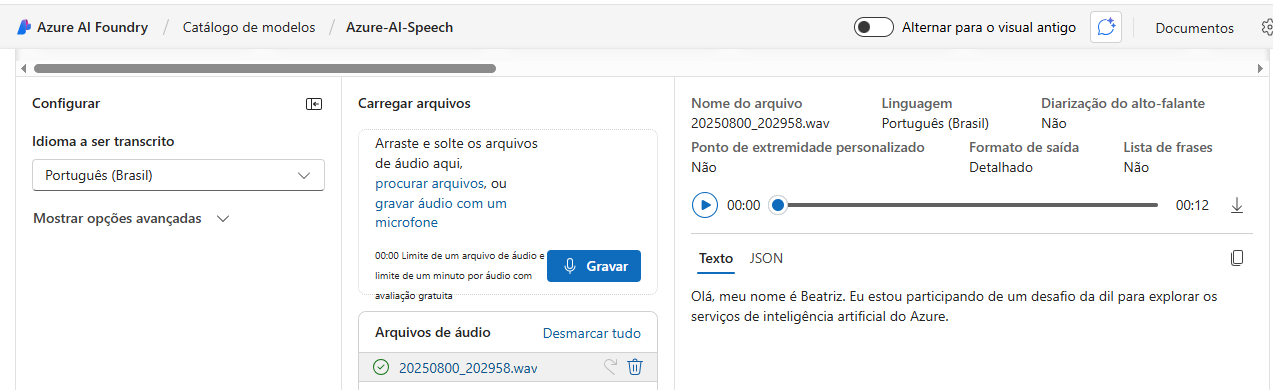 Azure AI Foundry / Catálogo de modelos / Azure-AI-Speech
Alternar para o visual antigo
Documentos
Configurar
Idioma a ser transcrito
Português (Brasil)
Mostrar opções avançadas
Carregar arquivos
Arraste e solte os arquivos
de áudio aqui,
procurar arquivos, ou
gravar áudio com um
microfone
00:00 Limite de um arquivo de áudio e
limite de um minuto por áudio com
avaliação gratuita
Gravar
Arquivos de áudio
Desmarcar tudo
20250800_202958.wav
Nome do arquivo
20250800_202958.wav
Linguagem
Português (Brasil)
Diarização do alto-falante
Não
Ponto de extremidade personalizado
Não
Formato de saída
Detalhado
Lista de frases
Não
00:00
00:12
Texto
JSON
Olá, meu nome é Beatriz. Eu estou participando de um desafio da dil para explorar os
serviços de inteligência artificial do Azure.